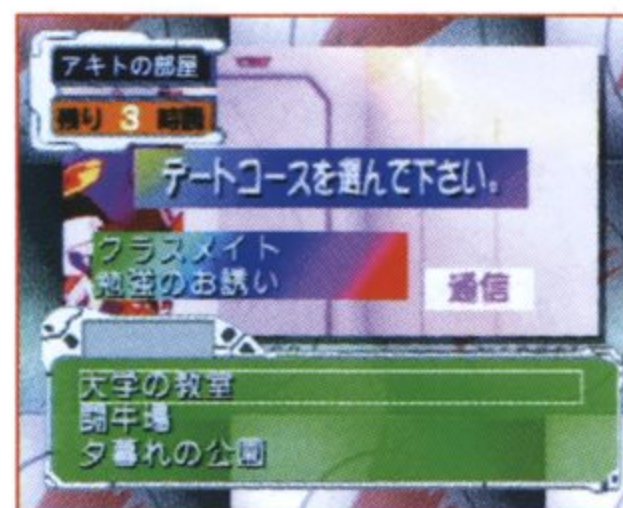 アキトの部屋
残り 3 時間
デートコースを選んで下さい。
クラスメイト
勉強のお誘い
通信
大学の教室
闘牛場
夕暮れの公園